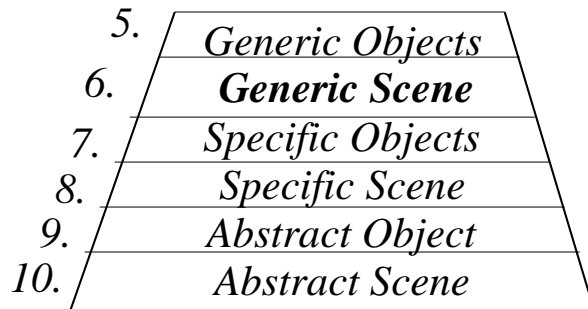 5. Generic Objects
6. Generic Scene
7. Specific Objects
8. Specific Scene
9. Abstract Object
10. Abstract Scene